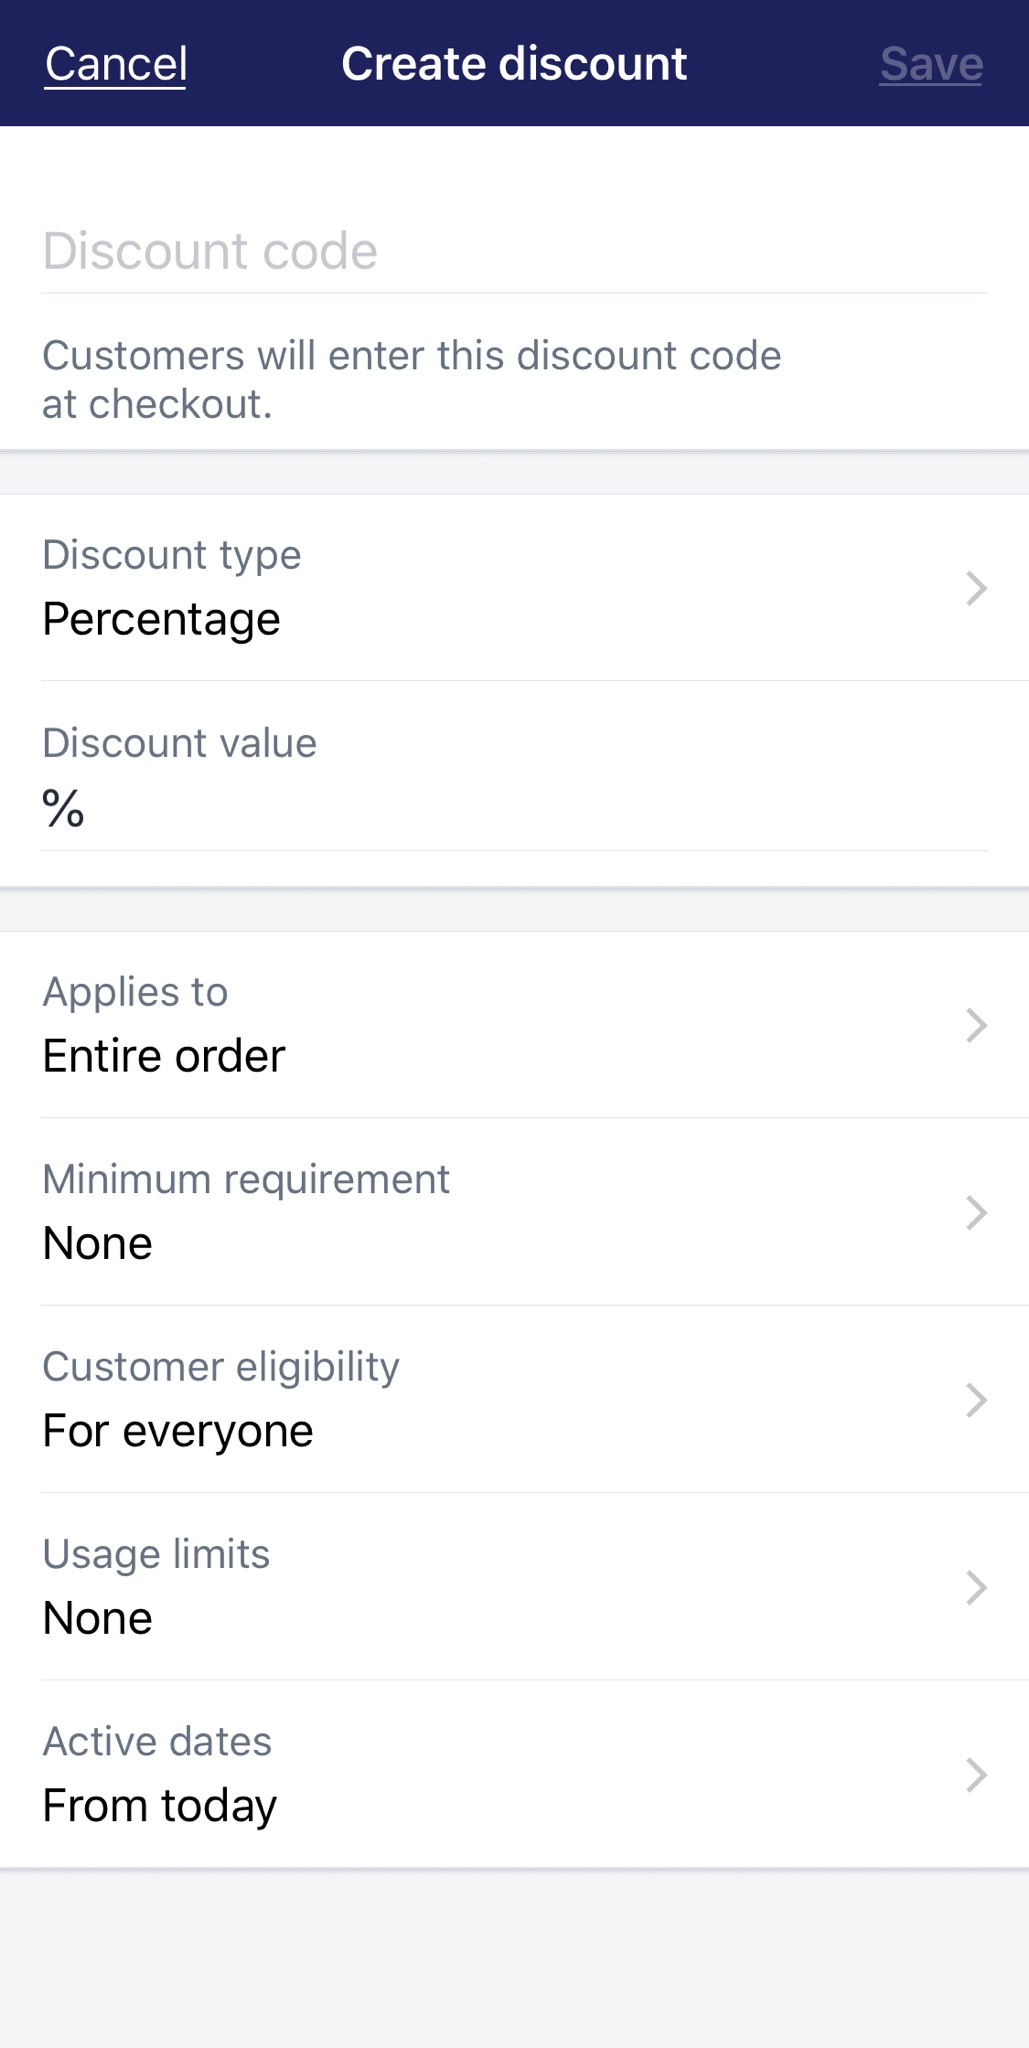 Cancel Create discount Save
Discount code
Customers will enter this discount code
at checkout.
Discount type
Percentage
Discount value
%
Applies to
Entire order
Minimum requirement
None
Customer eligibility
For everyone
Usage limits
None
Active dates
From today